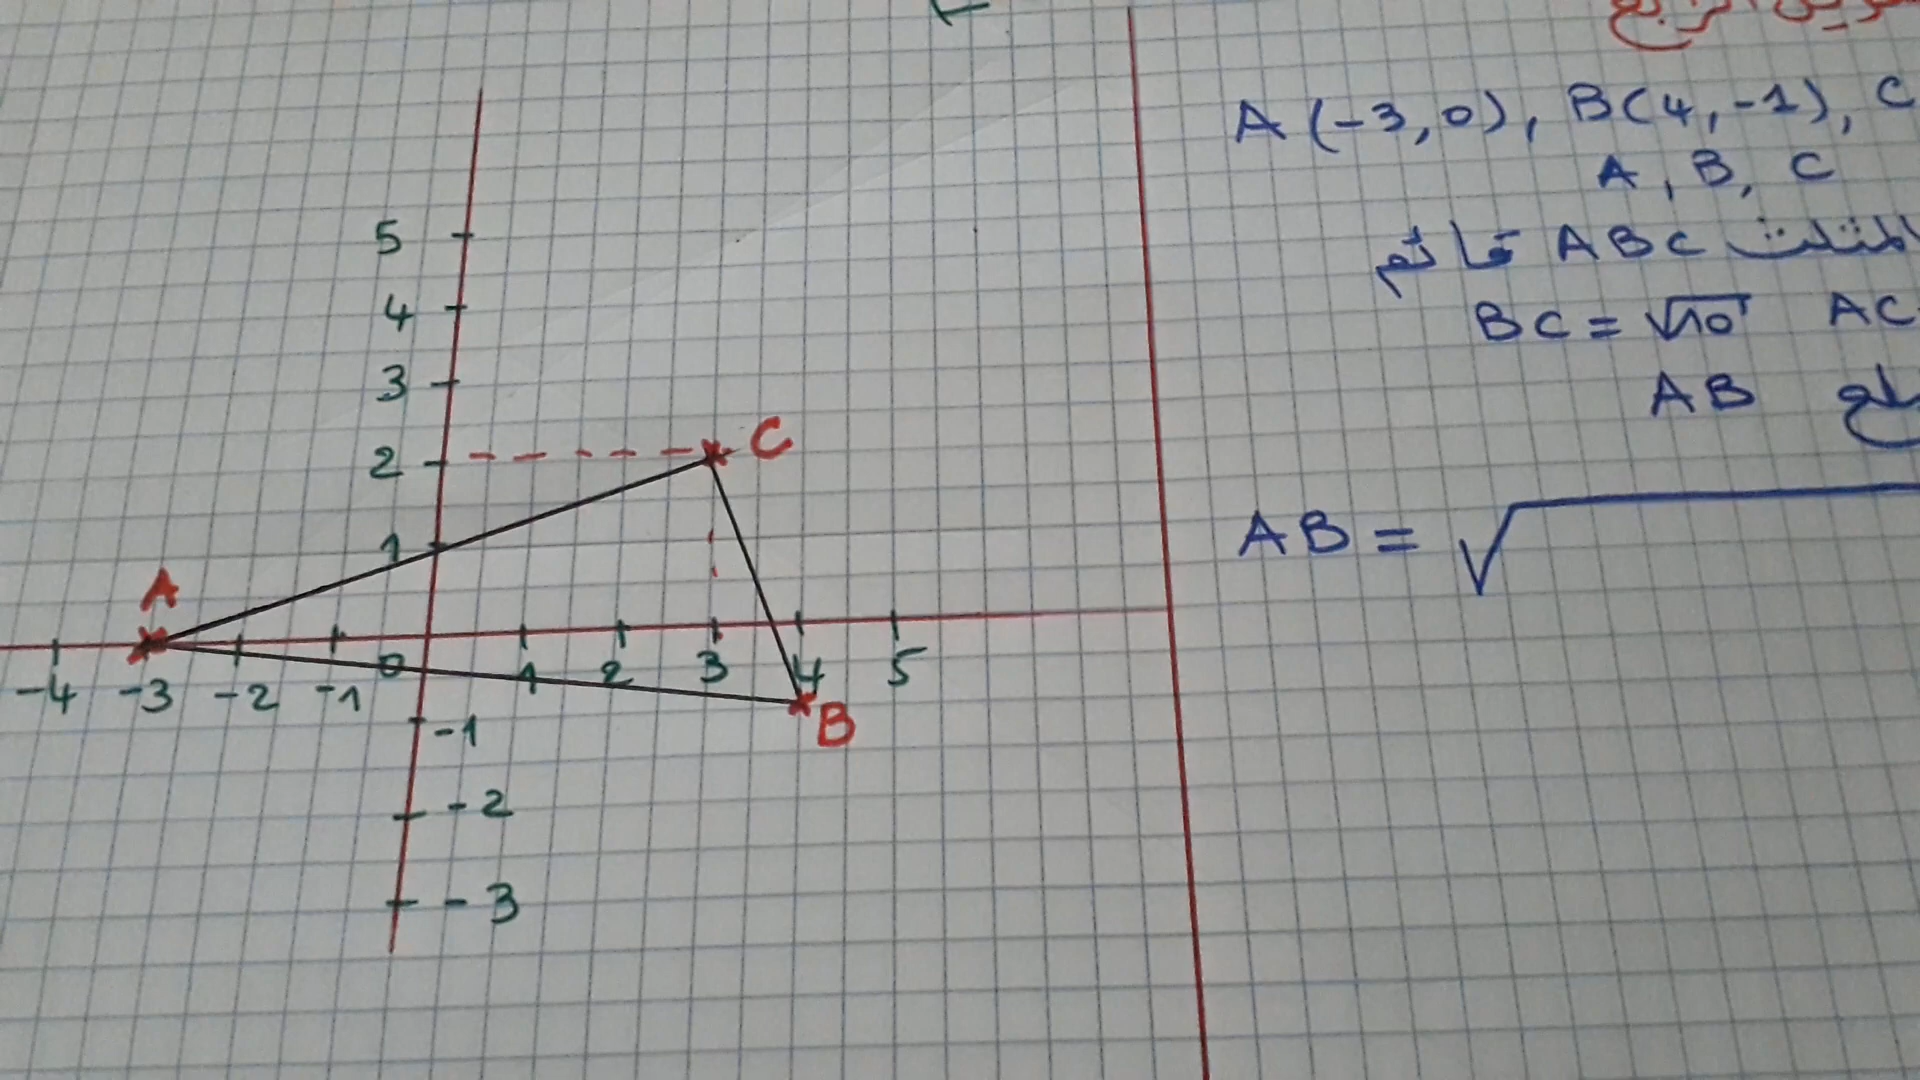 A(-3,0), B(4,-1), C
A, B, C
المثلث ABC قائم
BC = √10 AC
AB
AB = √
5
4
3
2
1
C
A
-4 -3 -2 -1 0 1 2 3 4 5
B
-1
-2
-3